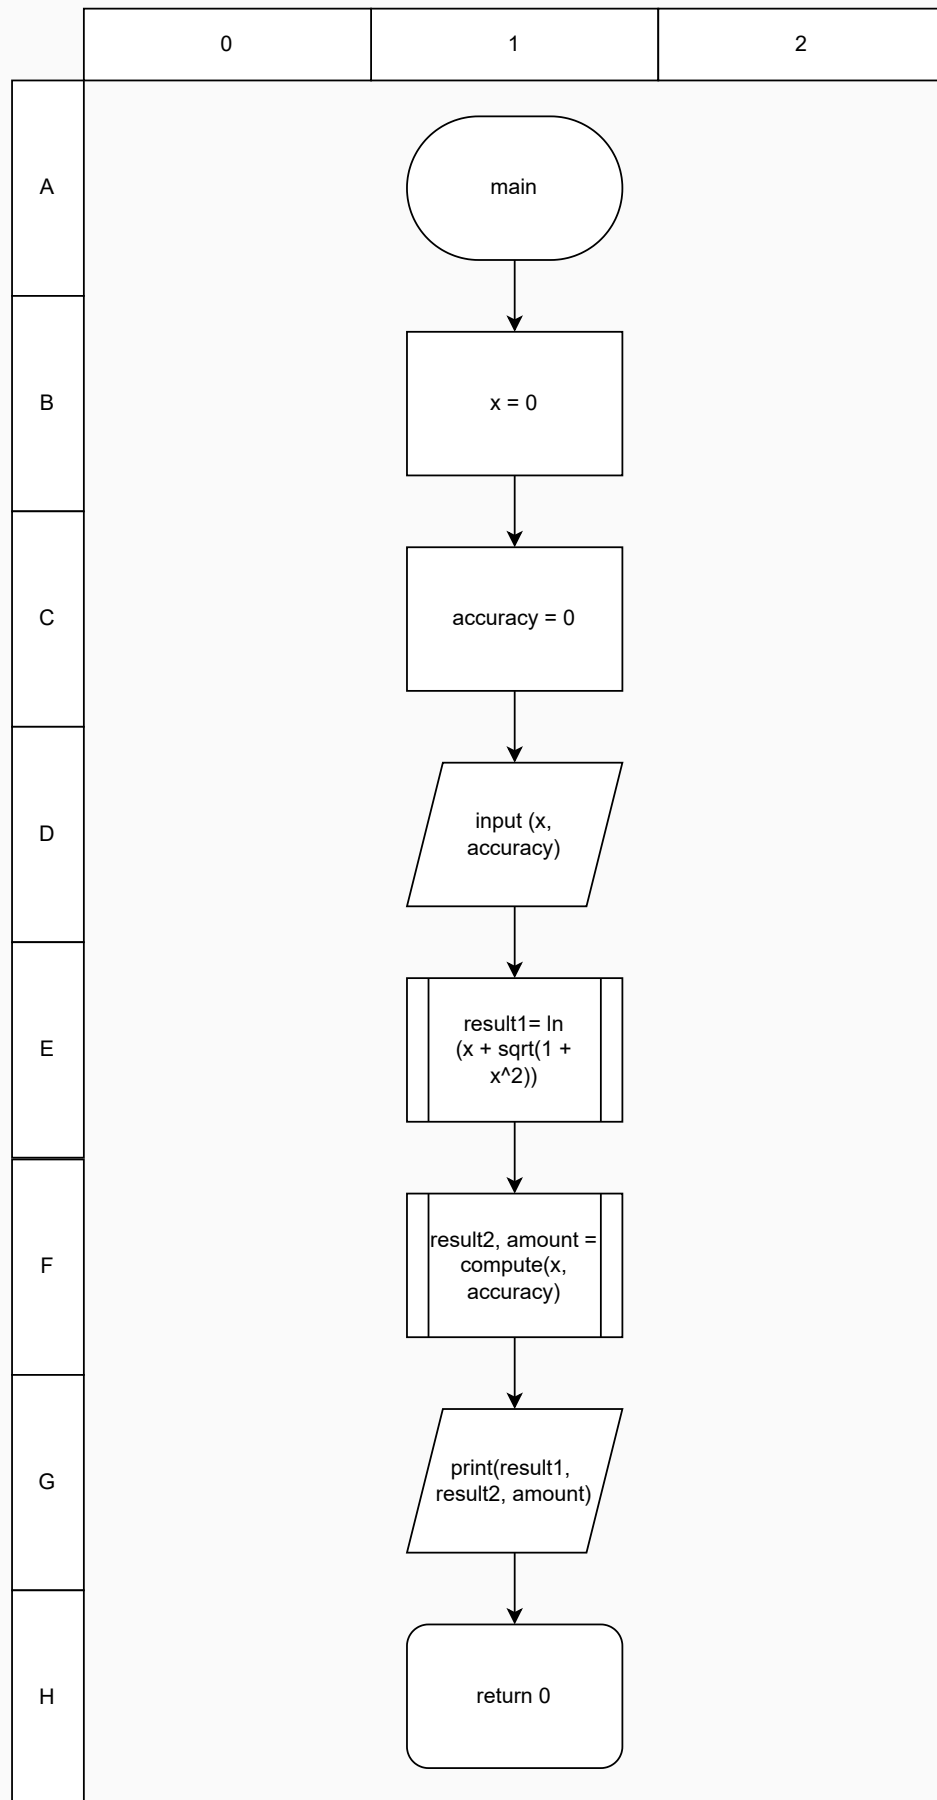 0
1
2
A
main
B
x = 0
C
accuracy = 0
D
input (x,
accuracy)
E
result1= ln
(x + sqrt(1 +
x^2))
F
result2, amount =
compute(x,
accuracy)
G
print(result1,
result2, amount)
H
return 0